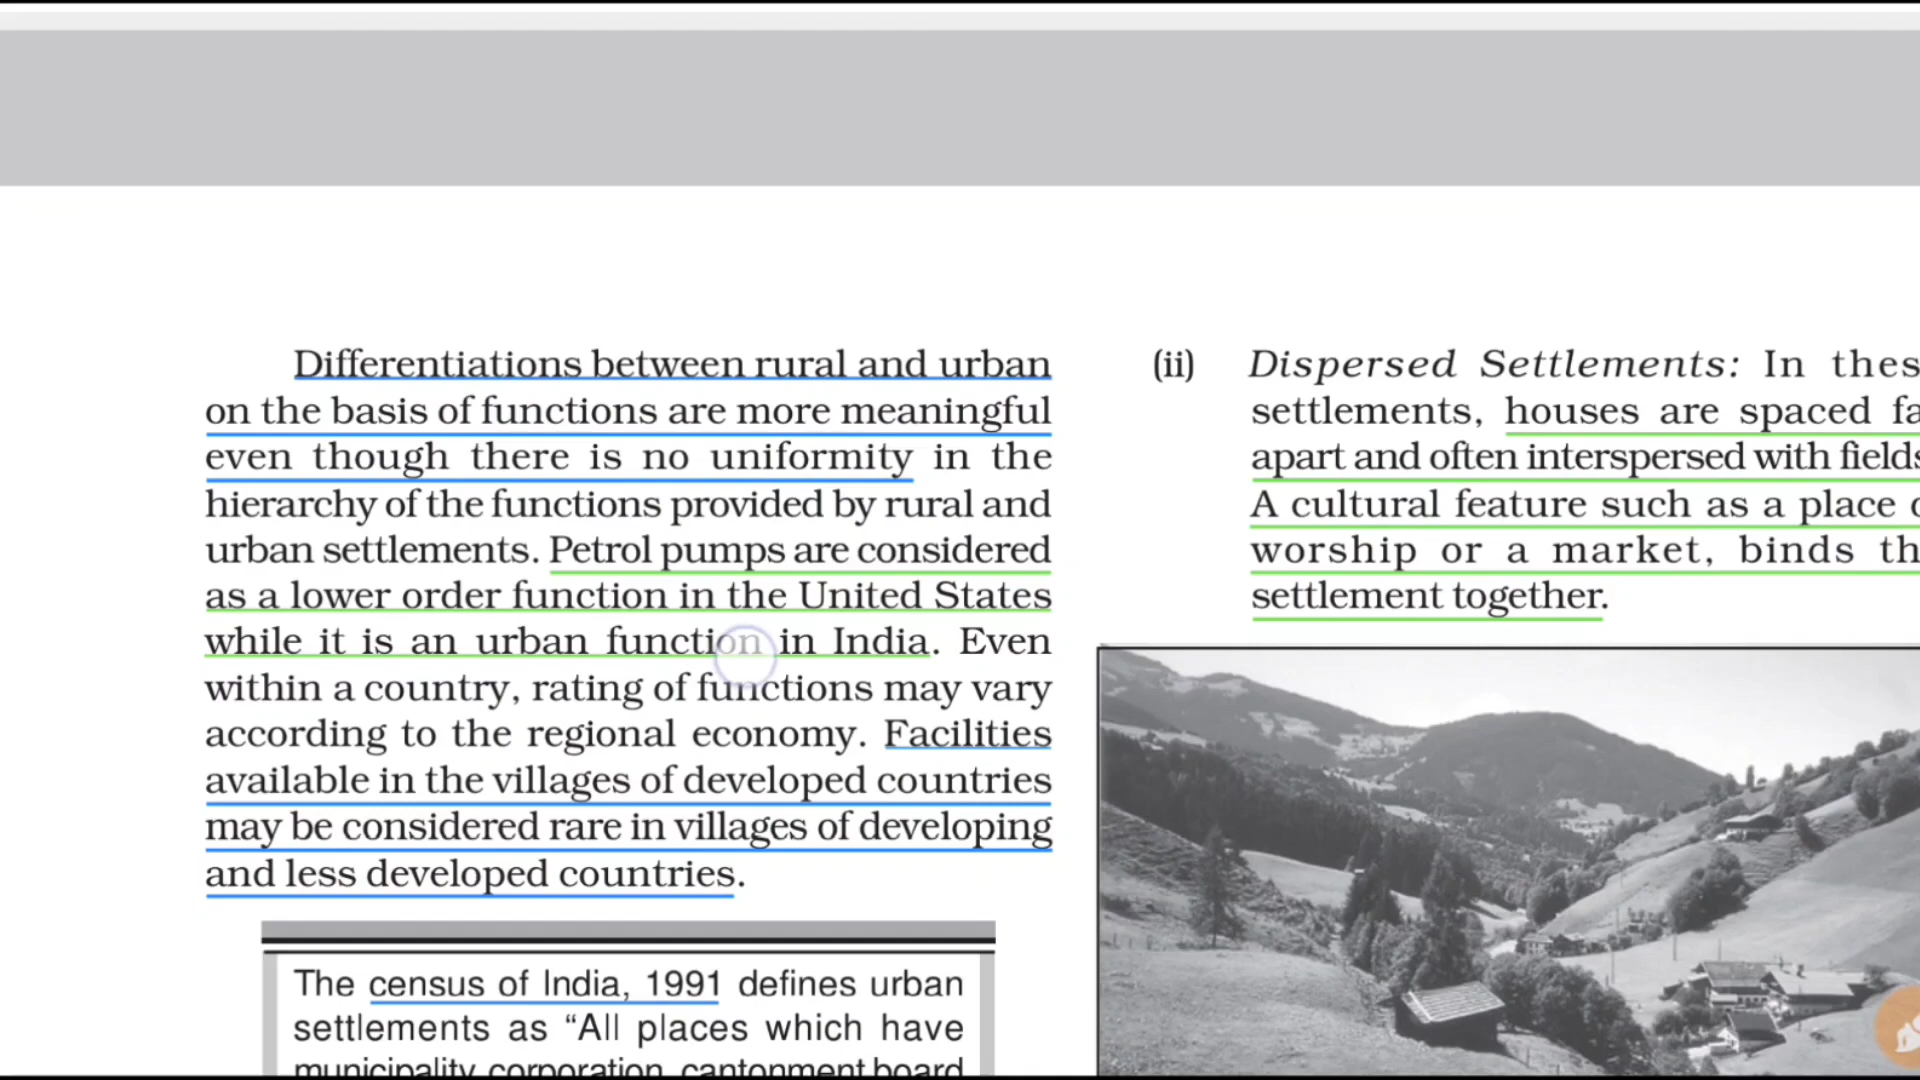 Differentiations between rural and urban
on the basis of functions are more meaningful
even though there is no uniformity in the
hierarchy of the functions provided by rural and
urban settlements. Petrol pumps are considered
as a lower order function in the United States
while it is an urban function in India. Even
within a country, rating of functions may vary
according to the regional economy. Facilities
available in the villages of developed countries
may be considered rare in villages of developing
and less developed countries.
The census of India, 1991 defines urban
settlements as “All places which have
municipality, corporation, cantonment board
(ii) Dispersed Settlements: In thes
settlements, houses are spaced fa
apart and often interspersed with fields
A cultural feature such as a place o
worship or a market, binds th
settlement together.